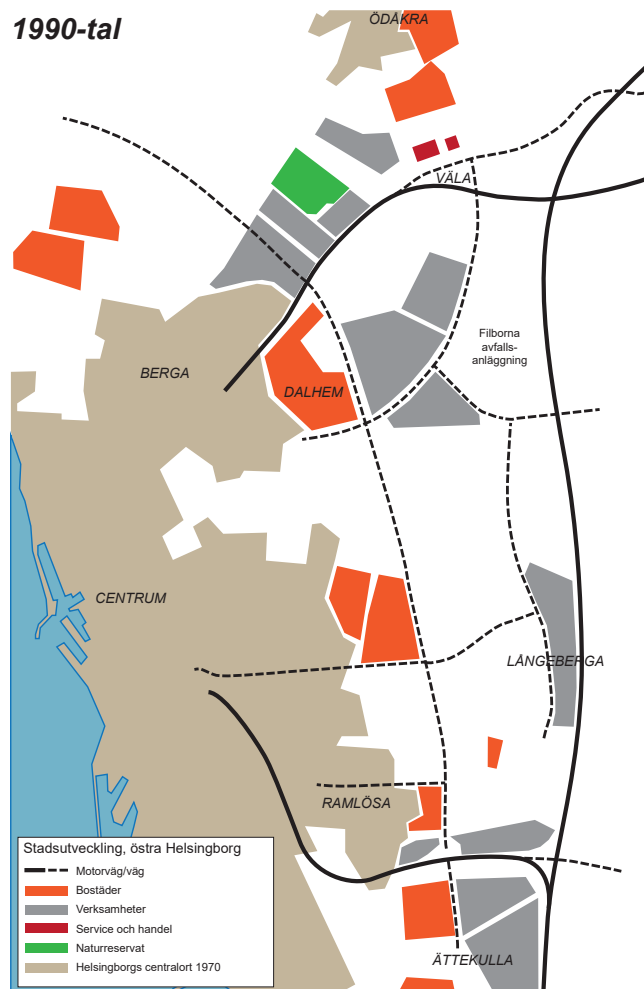 1990-tal
ÖDÅKRA
VÄLA
Filborna
avfalls-
anläggning
BERGA
DALHEM
CENTRUM
LÅNGEBERGA
RAMLÖSA
Stadsutveckling, östra Helsingborg
Motorväg/väg
Bostäder
Verksamheter
Service och handel
Naturreservat
Helsingborgs centralort 1970
ÄTTEKULLA